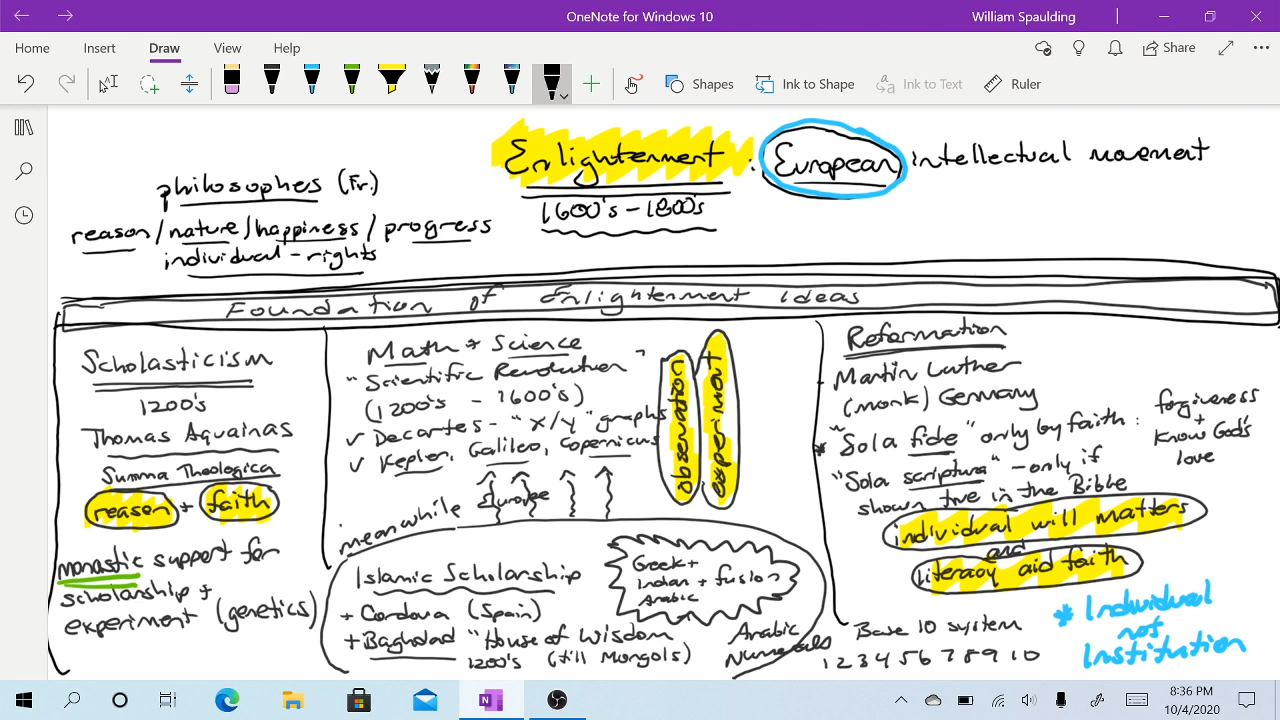 OneNote for Windows 10
William Spaulding
Home Insert Draw View Help
Share
Shapes
Ink to Shape
Ink to Text
Ruler
Enlightenment : European intellectual movement
1600's - 1800's
philosophes (Fr.)
reason / nature / happiness / progress
individual - rights
Foundation of Enlightenment Ideas
Scholasticism
1200's
Thomas Aquainas
Summa Theologica
reason + faith
monastic support for
scholarship +
experiment (genetics)
Math + Science
"Scientific Revolution"
(1200's - 1600's)
✓ Decartes - "x/y" graphs
✓ Kepler, Galileo, Copernicus
observation
experiment
Europe
meanwhile
Islamic Scholarship
+ Cordova (Spain)
+ Baghdad "House of Wisdom
1200's (till Mongols)
Greek +
Indian + fusion
Arabic
Arabic
Numerals
Base 10 system
1 2 3 4 5 6 7 8 9 10
Reformation
- Martin Luther
(monk) Germany
* "Sola fide" only by faith :
forgiveness
+
know God's
love
"Sola scriptura" - only if
shown true in the Bible
individual will matters
and
literacy aid faith
* Individual
not
Institution
8:36 PM
10/4/2020